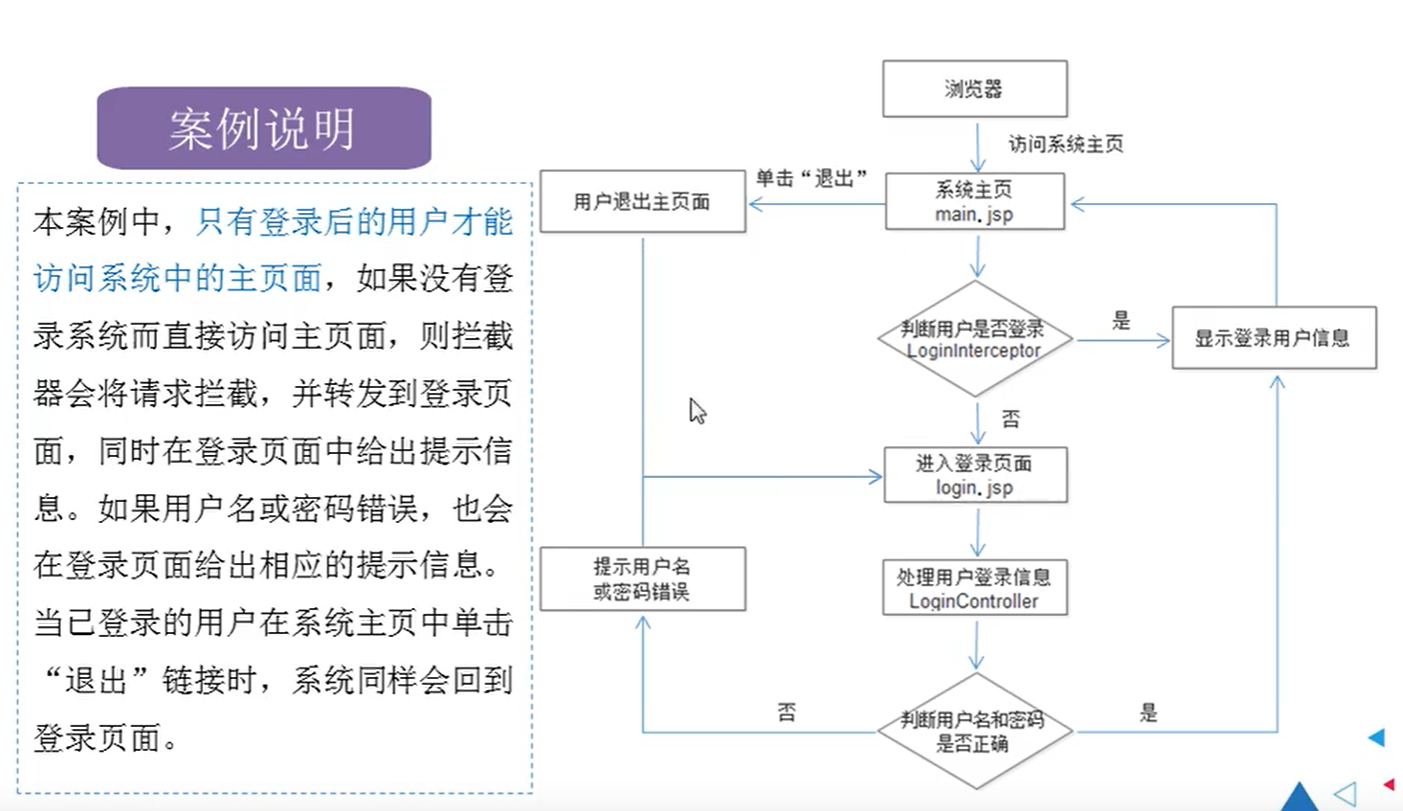 案例说明
本案例中，只有登录后的用户才能
访问系统中的主页面，如果没有登
录系统而直接访问主页面，则拦截
器会将请求拦截，并转发到登录页
面，同时在登录页面中给出提示信
息。如果用户名或密码错误，也会
在登录页面给出相应的提示信息。
当已登录的用户在系统主页中单击
“退出”链接时，系统同样会回到
登录页面。
浏览器
访问系统主页
单击“退出”
用户退出主页面
系统主页
main.jsp
判断用户是否登录
LoginInterceptor
是
显示登录用户信息
否
进入登录页面
login.jsp
提示用户名
或密码错误
处理用户登录信息
LoginController
否
判断用户名和密码
是否正确
是